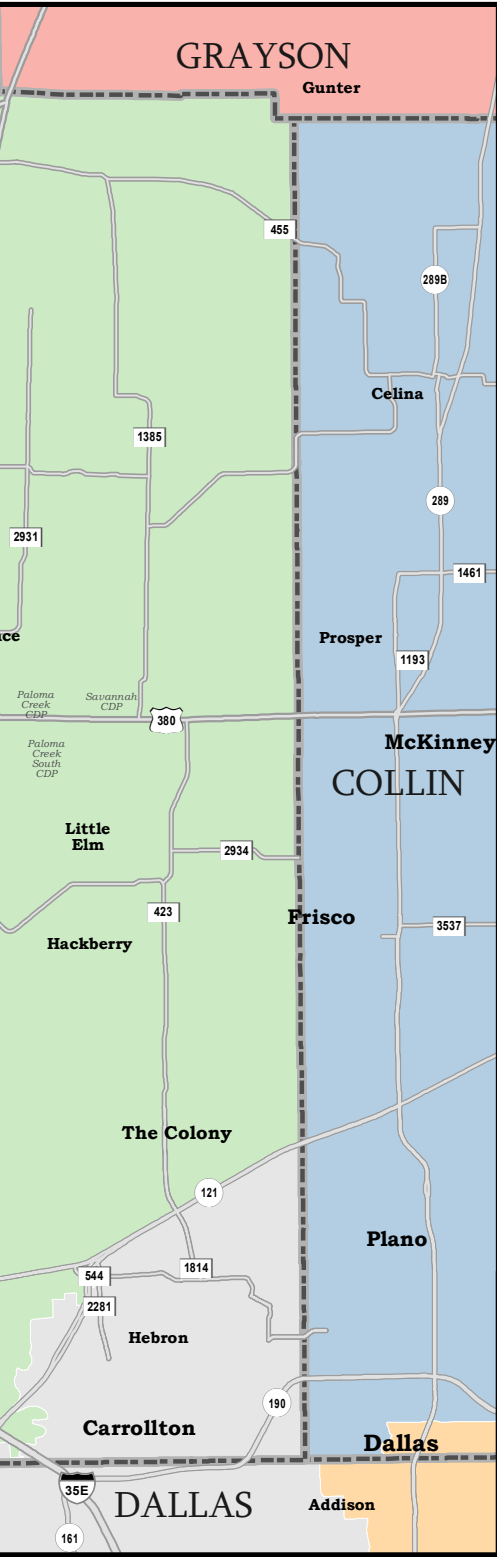 GRAYSON
Gunter
455
289B
Celina
1385
289
2931
1461
ce
Prosper
1193
Paloma
Creek
CDP
Savannah
CDP
380
McKinney
Paloma
Creek
South
CDP
COLLIN
Little
Elm
2934
423
Frisco
3537
Hackberry
The Colony
121
Plano
1814
544
2281
Hebron
190
Carrollton
Dallas
35E
DALLAS
Addison
161